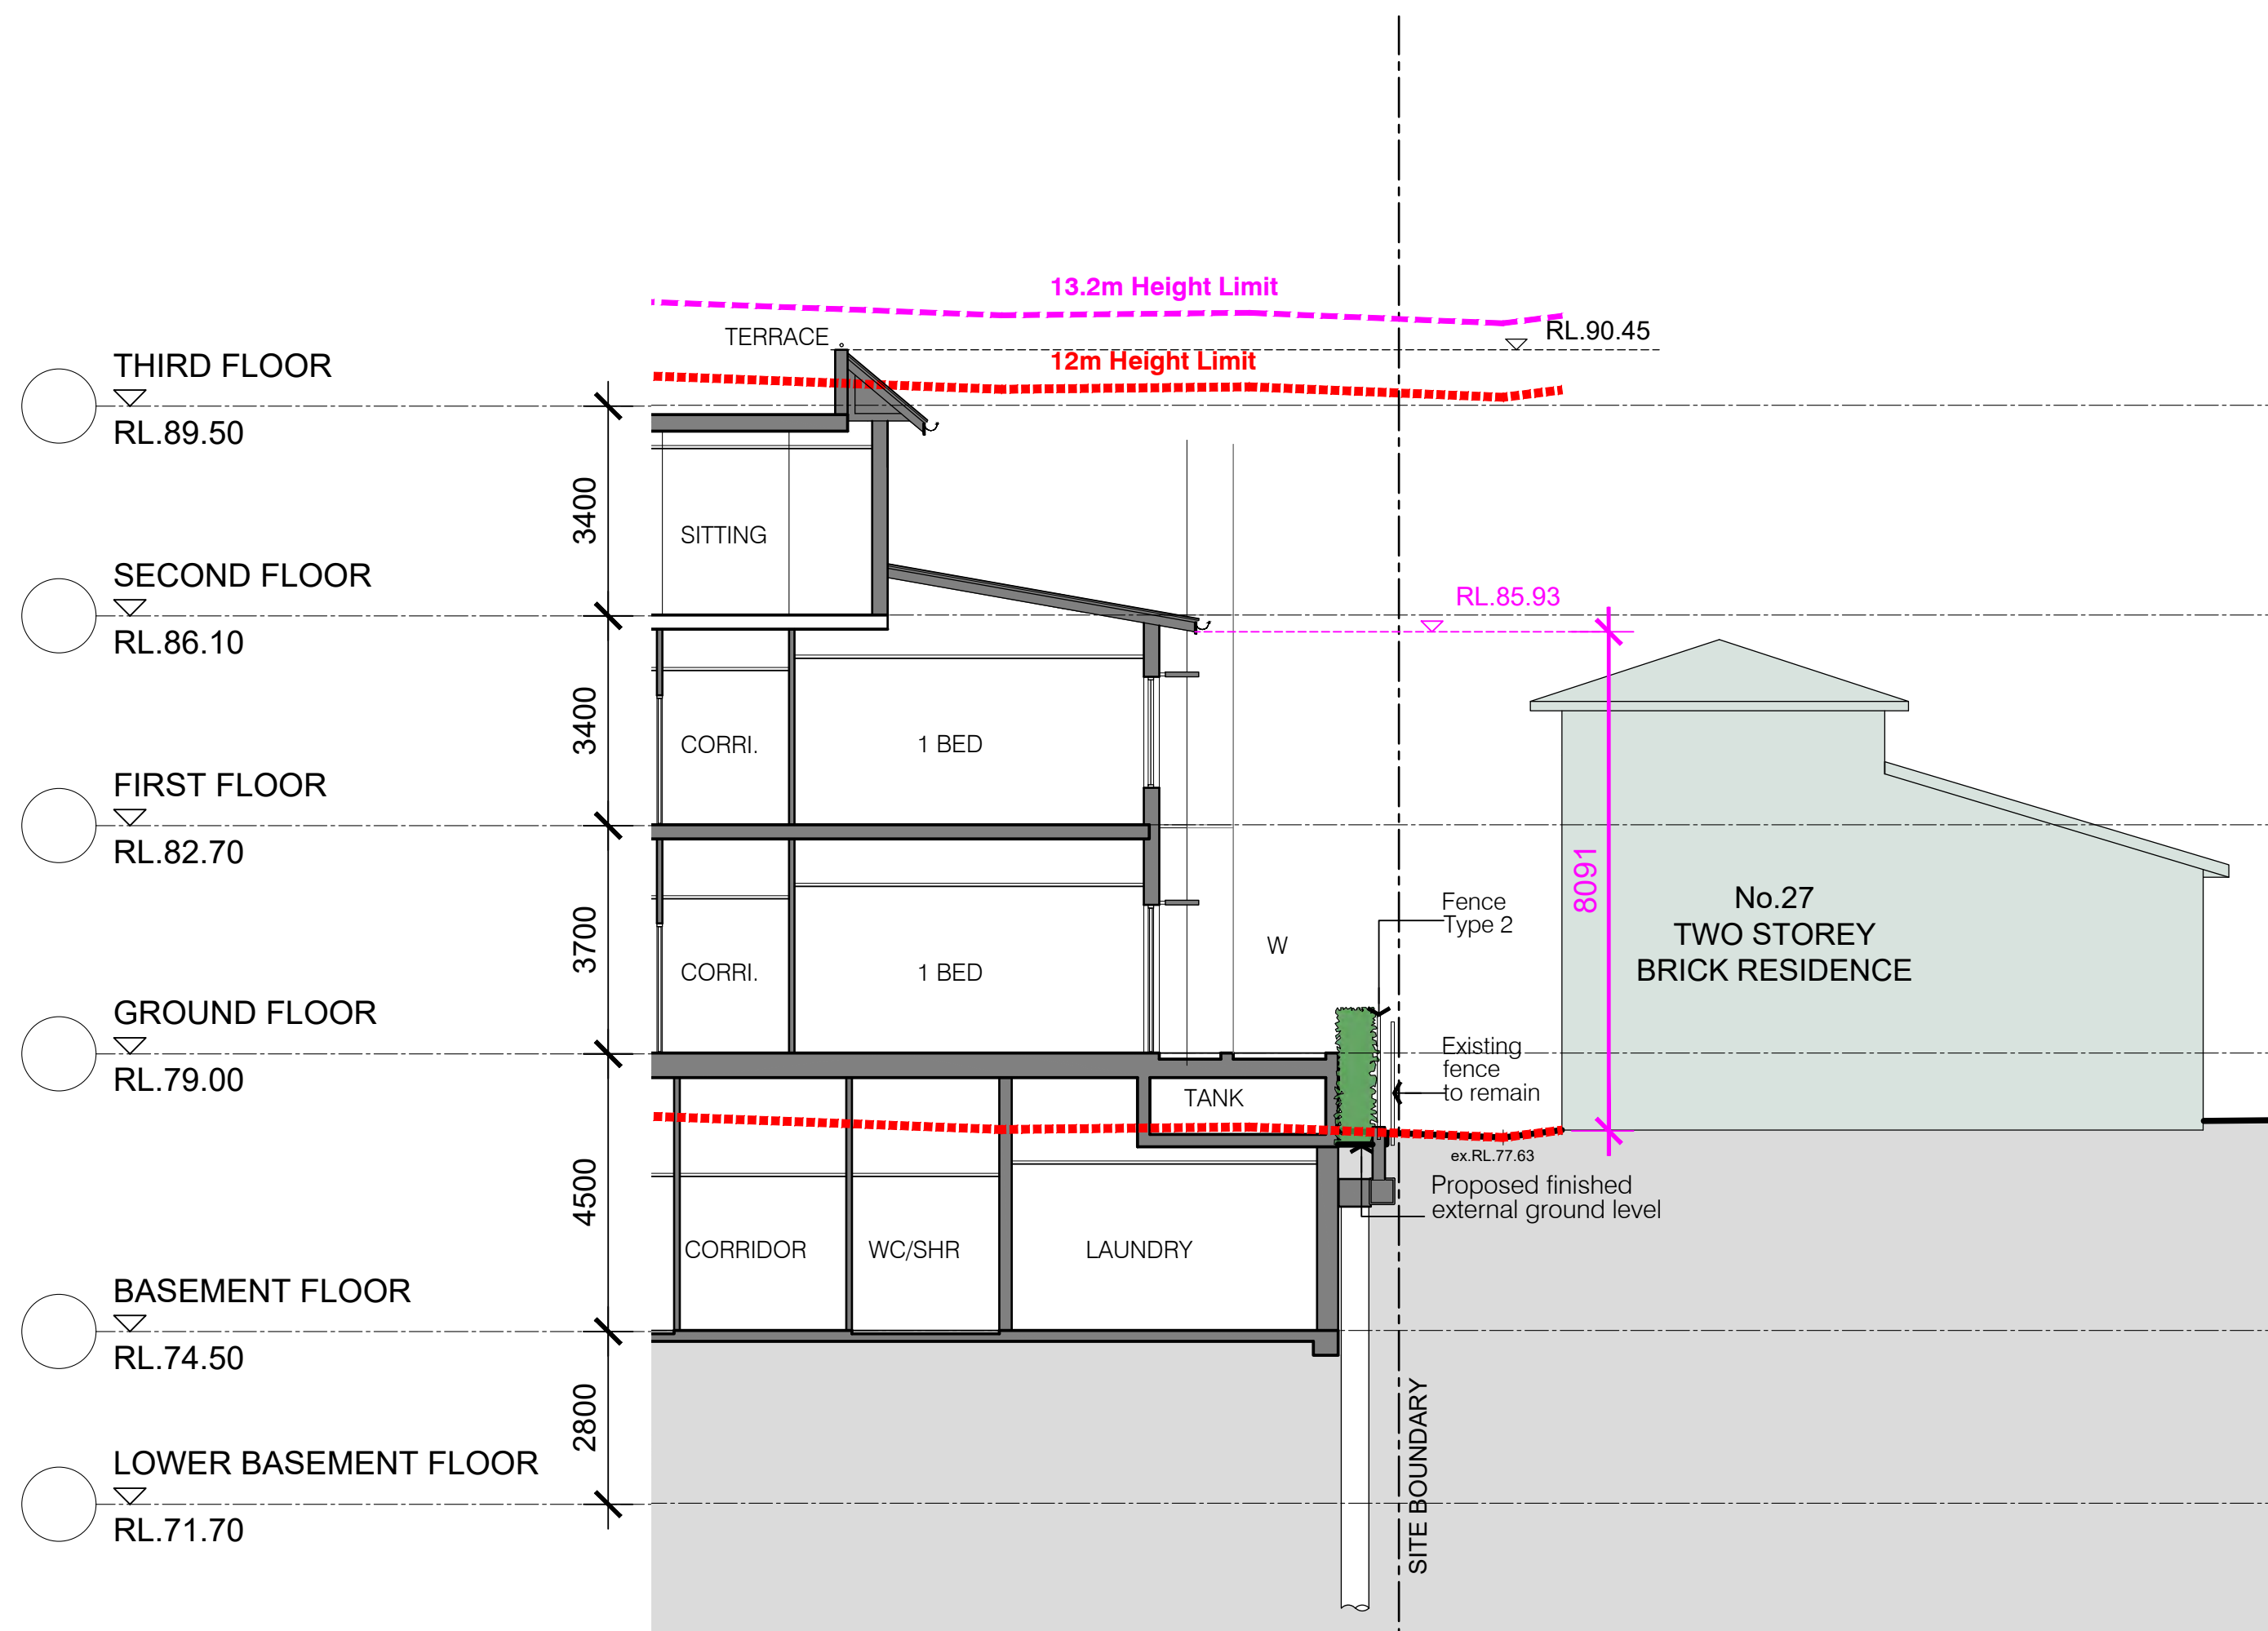 13.2m Height Limit
TERRACE
RL.90.45
12m Height Limit
THIRD FLOOR
RL.89.50
3400
SITTING
SECOND FLOOR
RL.86.10
RL.85.93
3400
CORRI.
1 BED
FIRST FLOOR
RL.82.70
8091
No.27
TWO STOREY
BRICK RESIDENCE
3700
CORRI.
1 BED
W
Fence
Type 2
GROUND FLOOR
RL.79.00
Existing
fence
to remain
TANK
ex.RL.77.63
Proposed finished
external ground level
4500
CORRIDOR
WC/SHR
LAUNDRY
BASEMENT FLOOR
RL.74.50
2800
SITE BOUNDARY
LOWER BASEMENT FLOOR
RL.71.70